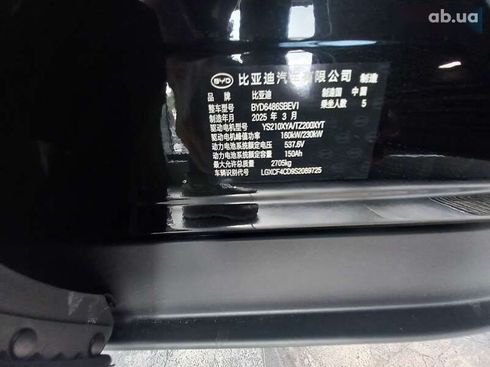 ab.ua
BYD 比亚迪汽车有限公司 制造
品牌 比亚迪 制造国 中国
整车型号 BYD6486SBEV1 乘坐人数 5
制造年月 2025 年 3 月
驱动电机型号 YS210XYA/TZ200XYT
驱动电机峰值功率 160kW/230kW
动力电池系统额定电压 537.6V
动力电池系统额定容量 150Ah
最大允许总质量 2705kg
车辆识别代号 LGXCF4CD9S2089725